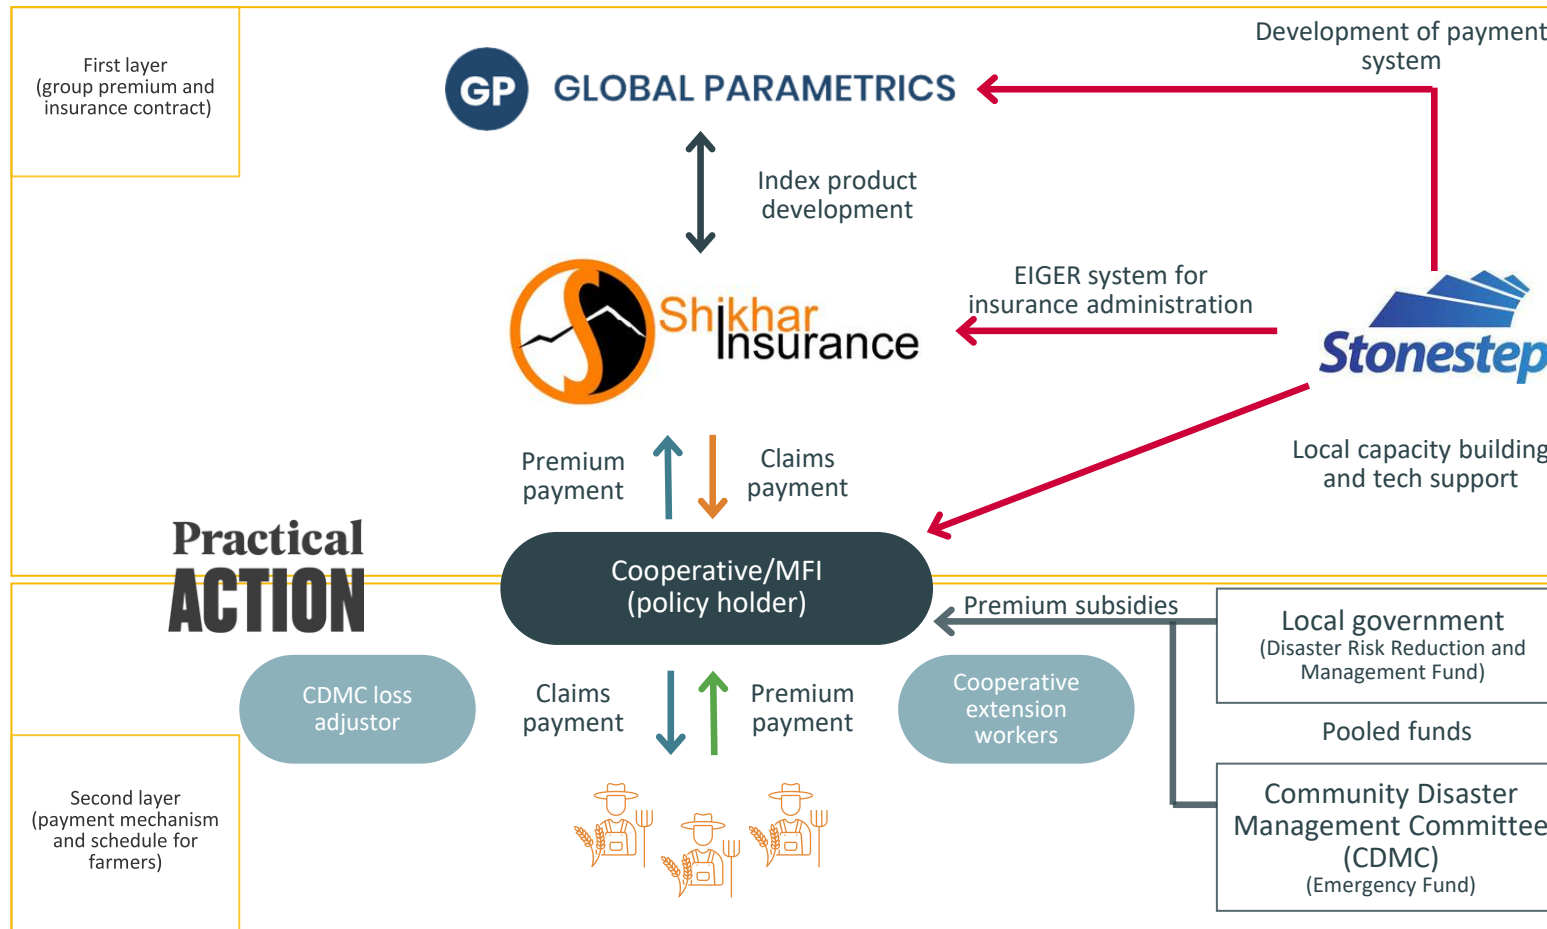 First layer
(group premium and
insurance contract)
GP GLOBAL PARAMETRICS
Development of payment
system
Index product
development
Shikhar
Insurance
EIGER system for
insurance administration
Stonestep
Premium
payment
Claims
payment
Local capacity building
and tech support
Practical
ACTION
Cooperative/MFI
(policy holder)
Premium subsidies
Local government
(Disaster Risk Reduction and
Management Fund)
CDMC loss
adjustor
Claims
payment
Premium
payment
Cooperative
extension
workers
Pooled funds
Second layer
(payment mechanism
and schedule for
farmers)
Community Disaster
Management Committee
(CDMC)
(Emergency Fund)